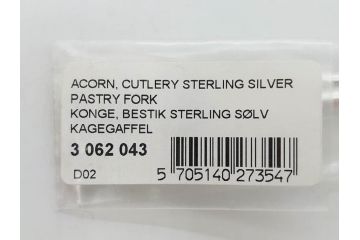 ACORN, CUTLERY STERLING SILVER
PASTRY FORK
KONGE, BESTIK STERLING SØLV
KAGEGAFFEL
3 062 043
D02
5 705140 273547